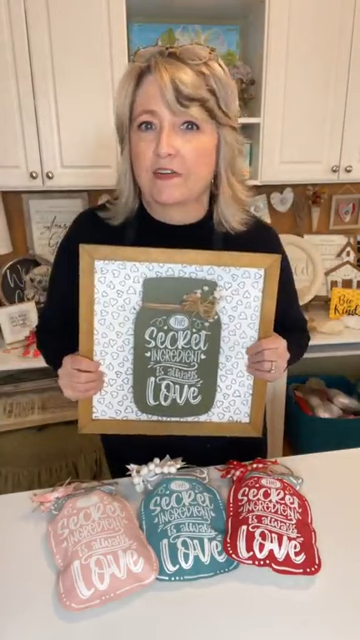 Be
Kind
THE
SECRET
INGREDIENT
is always
LOVE
THE
SECRET
INGREDIENT
is always
LOVE
THE
SECRET
INGREDIENT
is always
LOVE
THE
SECRET
INGREDIENT
is always
LOVE